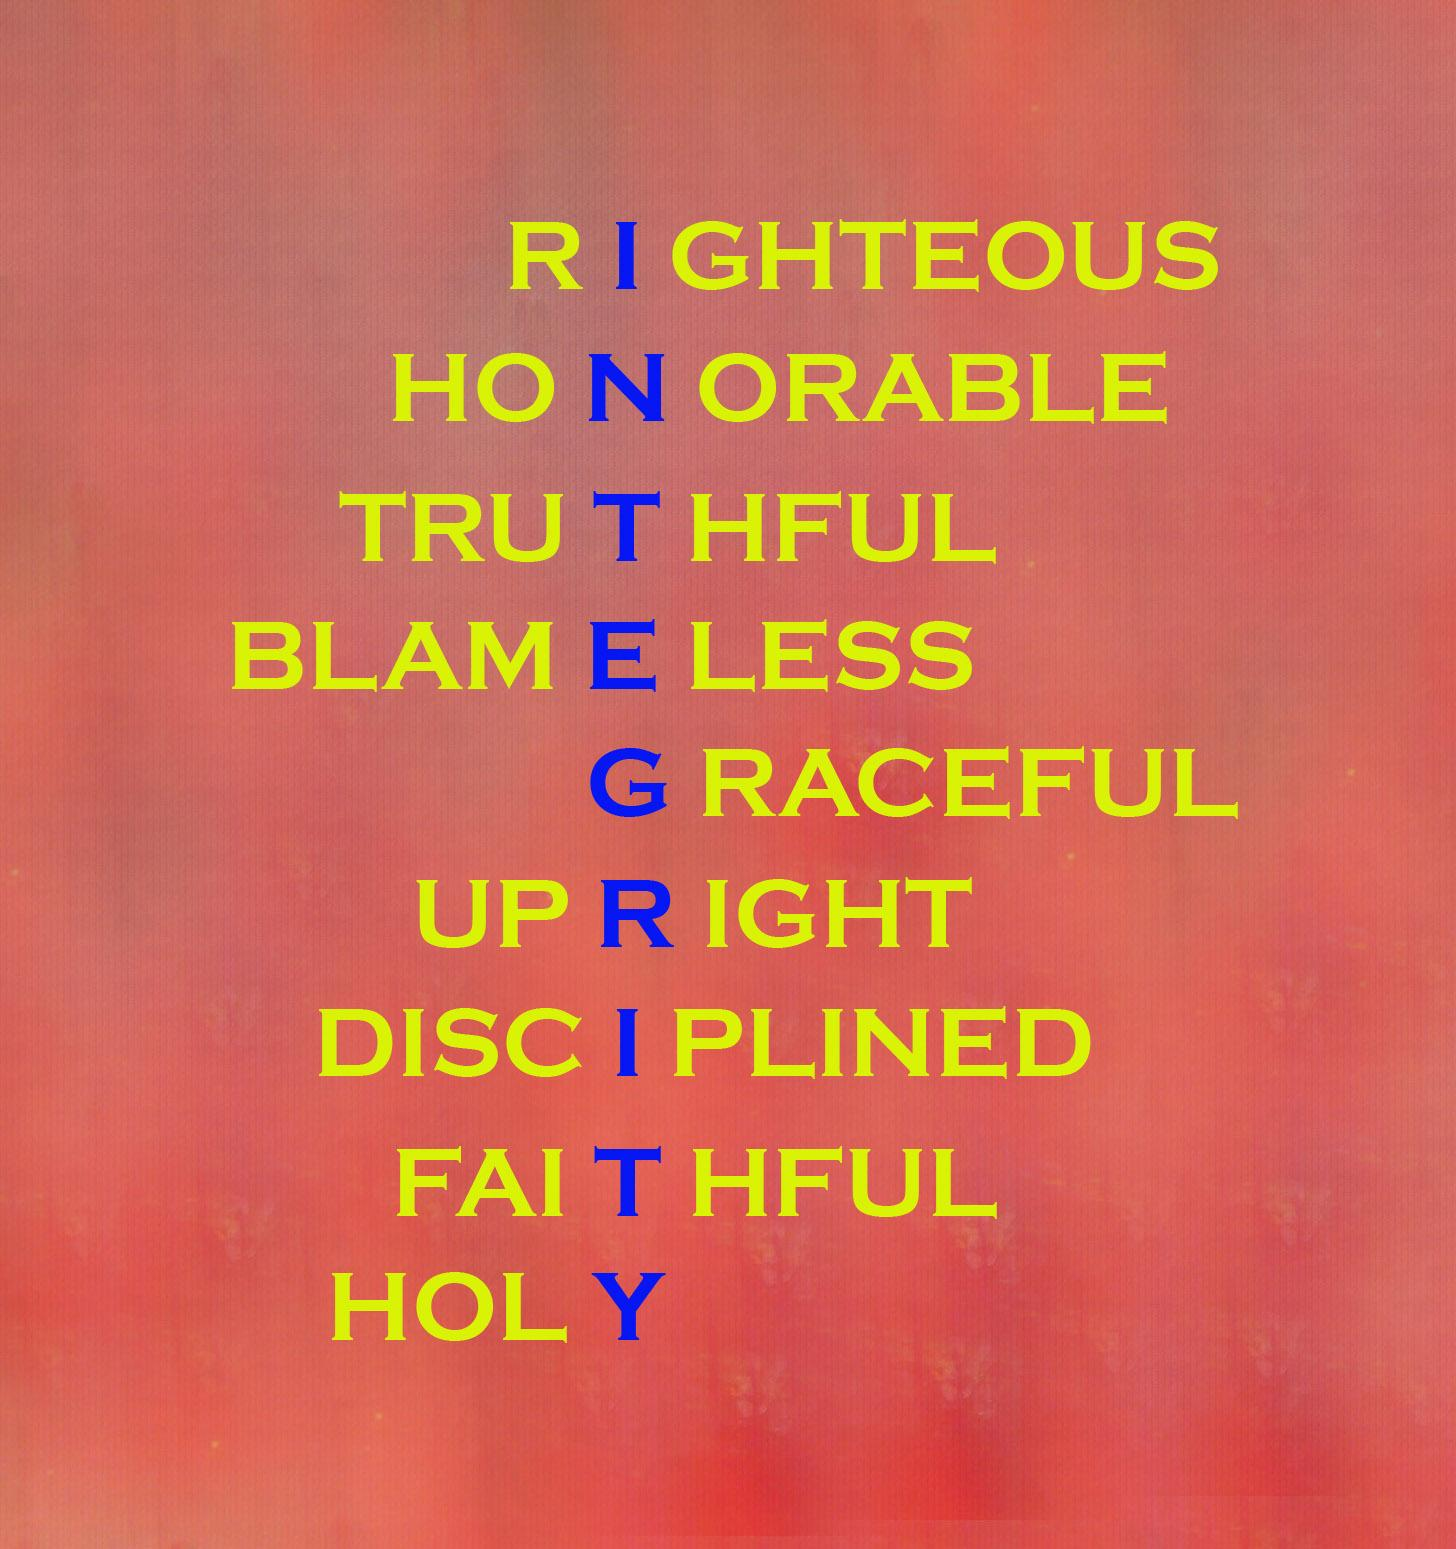 R I GHTEOUS
HO N ORABLE
TRU T HFUL
BLAM E LESS
G RACEFUL
UP R IGHT
DISC I PLINED
FAI T HFUL
HOL Y